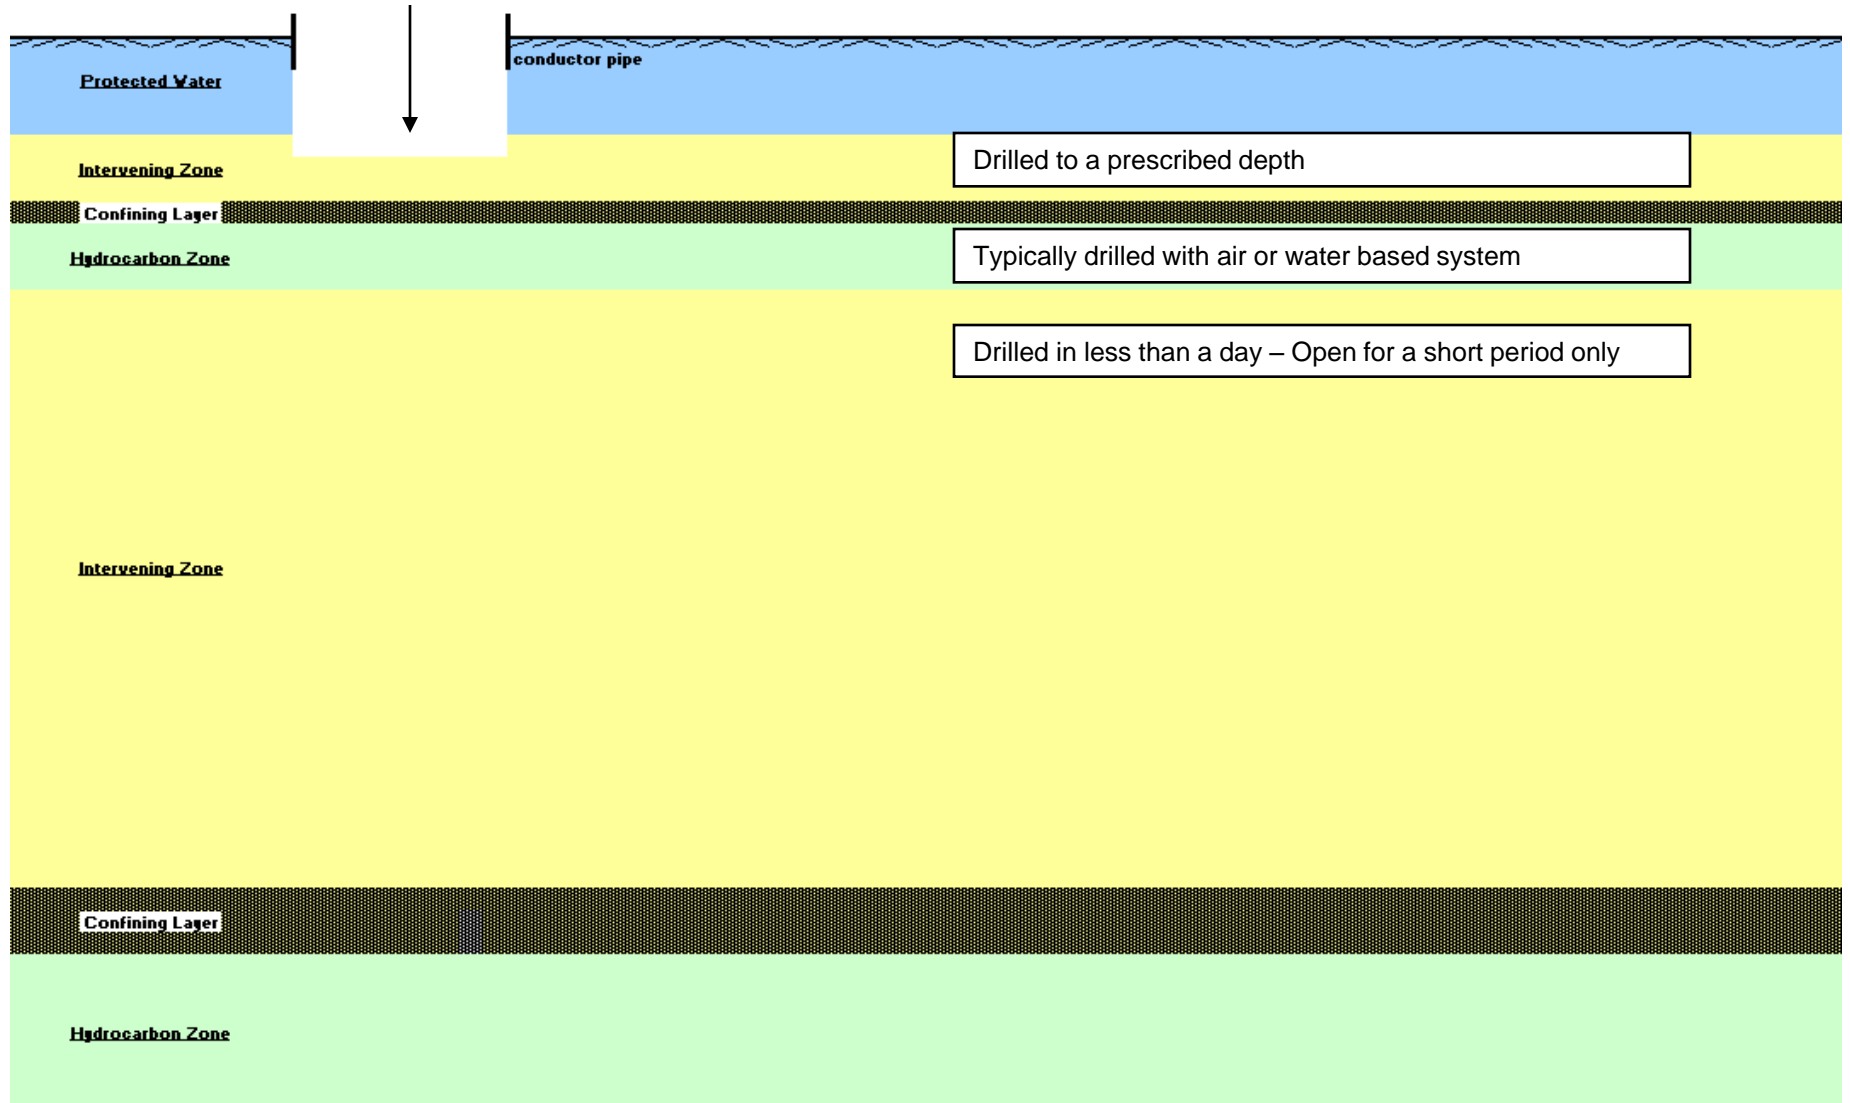 conductor pipe
Protected Water
Drilled to a prescribed depth
Intervening Zone
Confining Layer
Typically drilled with air or water based system
Hydrocarbon Zone
Drilled in less than a day – Open for a short period only
Intervening Zone
Confining Layer
Hydrocarbon Zone